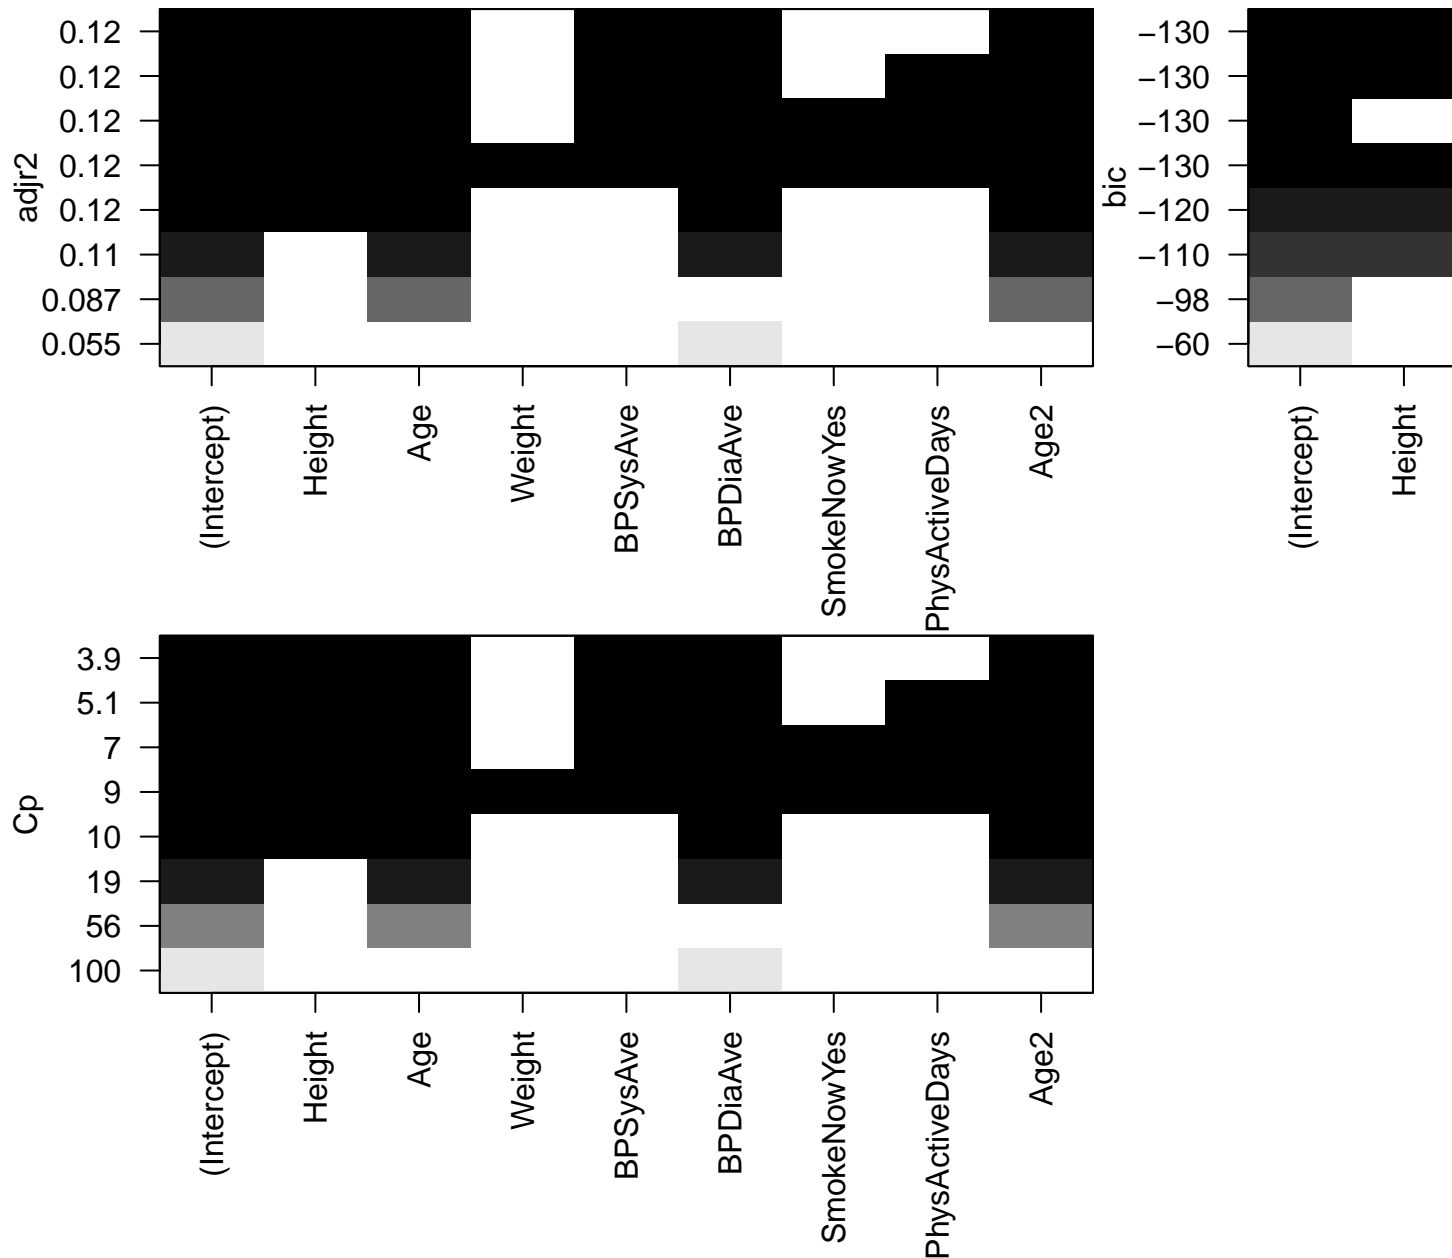 adjr2
0.12
0.12
0.12
0.12
0.12
0.11
0.087
0.055
(Intercept)
Height
Age
Weight
BPSysAve
BPDiaAve
SmokeNowYes
PhysActiveDays
Age2
bic
−130
−130
−130
−130
−120
−110
−98
−60
(Intercept)
Height
Cp
3.9
5.1
7
9
10
19
56
100
(Intercept)
Height
Age
Weight
BPSysAve
BPDiaAve
SmokeNowYes
PhysActiveDays
Age2